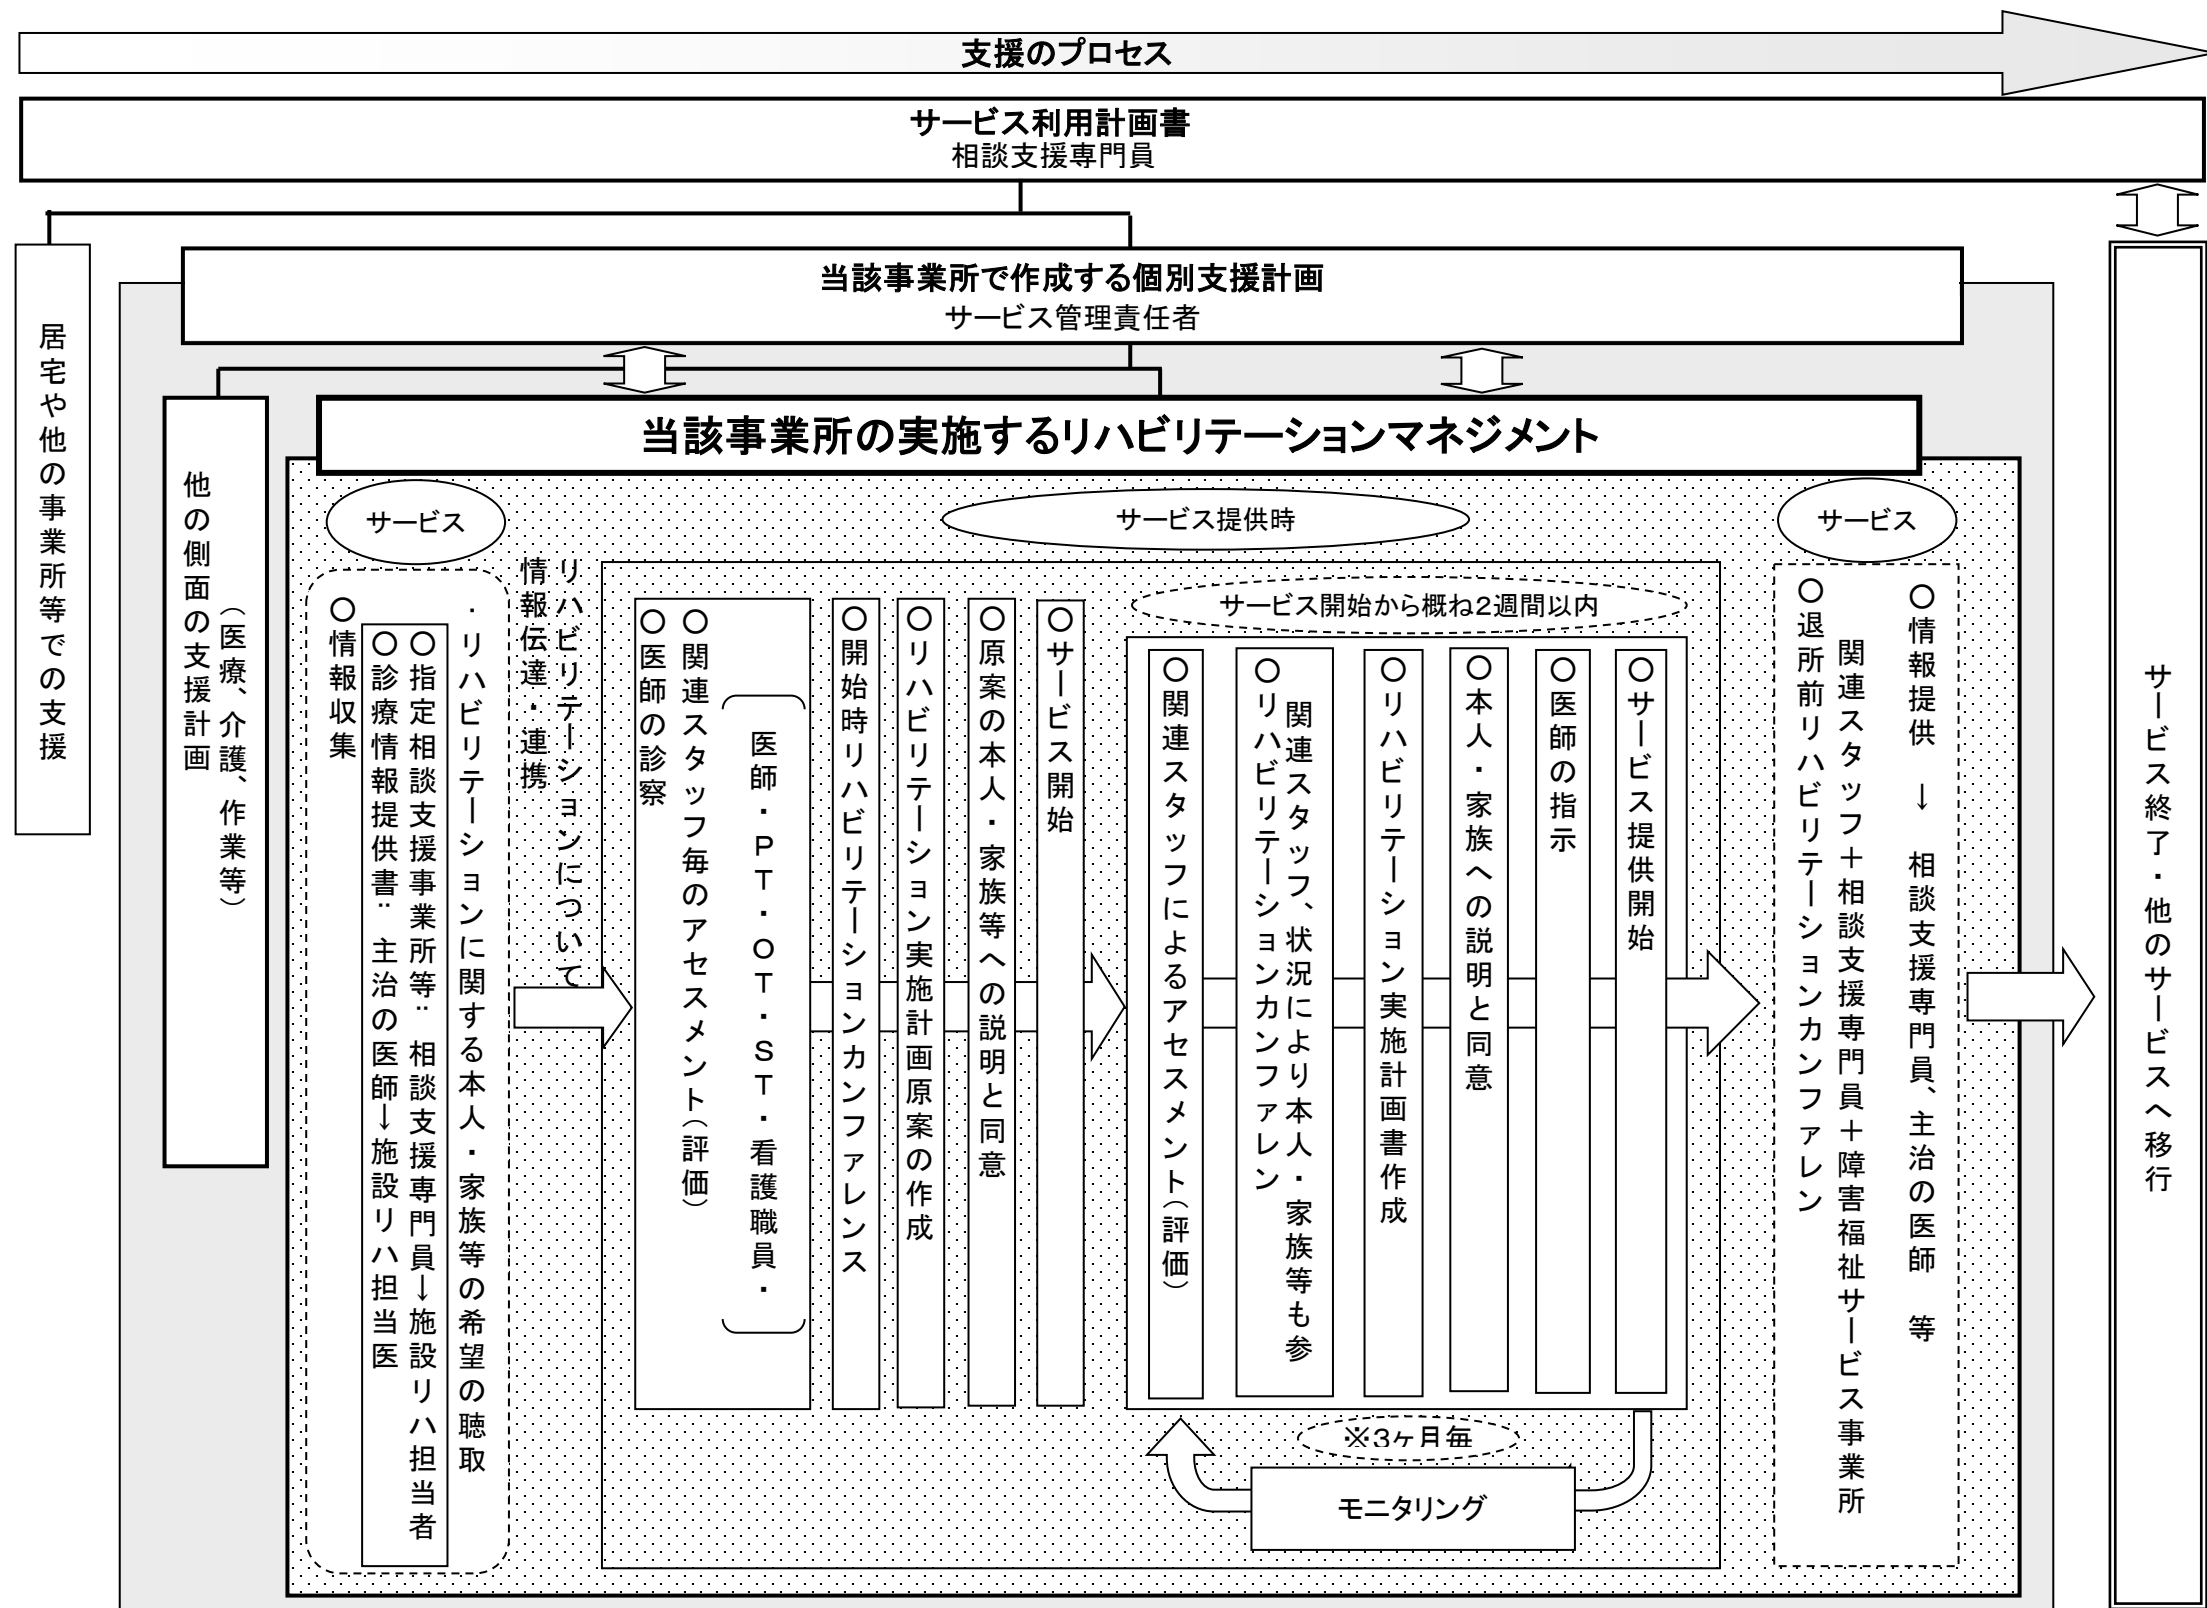 支援のプロセス
サービス利用計画書
相談支援専門員
居宅や他の事業所等での支援
当該事業所で作成する個別支援計画
サービス管理責任者
他の側面の支援計画
（医療、介護、作業等）
当該事業所の実施するリハビリテーションマネジメント
サービス
○情報収集
○診療情報提供書：主治の医師→施設リハ担当医
○指定相談支援事業所等：相談支援専門員→施設リハ担当者
・リハビリテーションに関する本人・家族等の希望の聴取
リハビリテーションについて
情報伝達・連携
サービス提供時
○医師の診察
○関連スタッフ毎のアセスメント（評価）
医師・ＰＴ・ＯＴ・ＳＴ・看護職員・
○開始時リハビリテーションカンファレンス
○リハビリテーション実施計画原案の作成
○原案の本人・家族等への説明と同意
○サービス開始
サービス開始から概ね２週間以内
○関連スタッフによるアセスメント（評価）
○リハビリテーションカンファレン
関連スタッフ、状況により本人・家族等も参
○リハビリテーション実施計画書作成
○本人・家族への説明と同意
○医師の指示
○サービス提供開始
※３ヶ月毎
モニタリング
サービス
○退所前リハビリテーションカンファレン
関連スタッフ＋相談支援専門員＋障害福祉サービス事業所
○情報提供　→　相談支援専門員、主治の医師　等
サービス終了・他のサービスへ移行